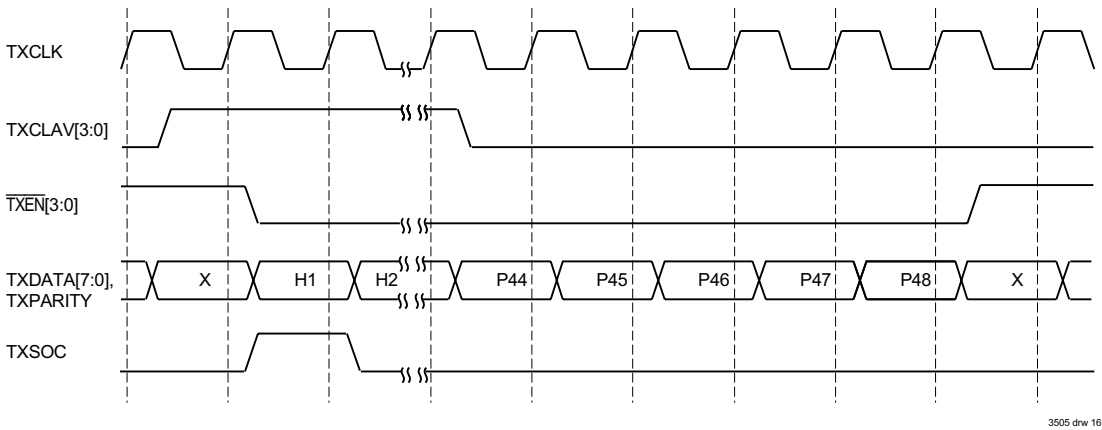 TXCLK
TXCLAV[3:0]
TXEN[3:0]
TXDATA[7:0],
TXPARITY
X H1 H2 P44 P45 P46 P47 P48 X
TXSOC
3505 drw 16